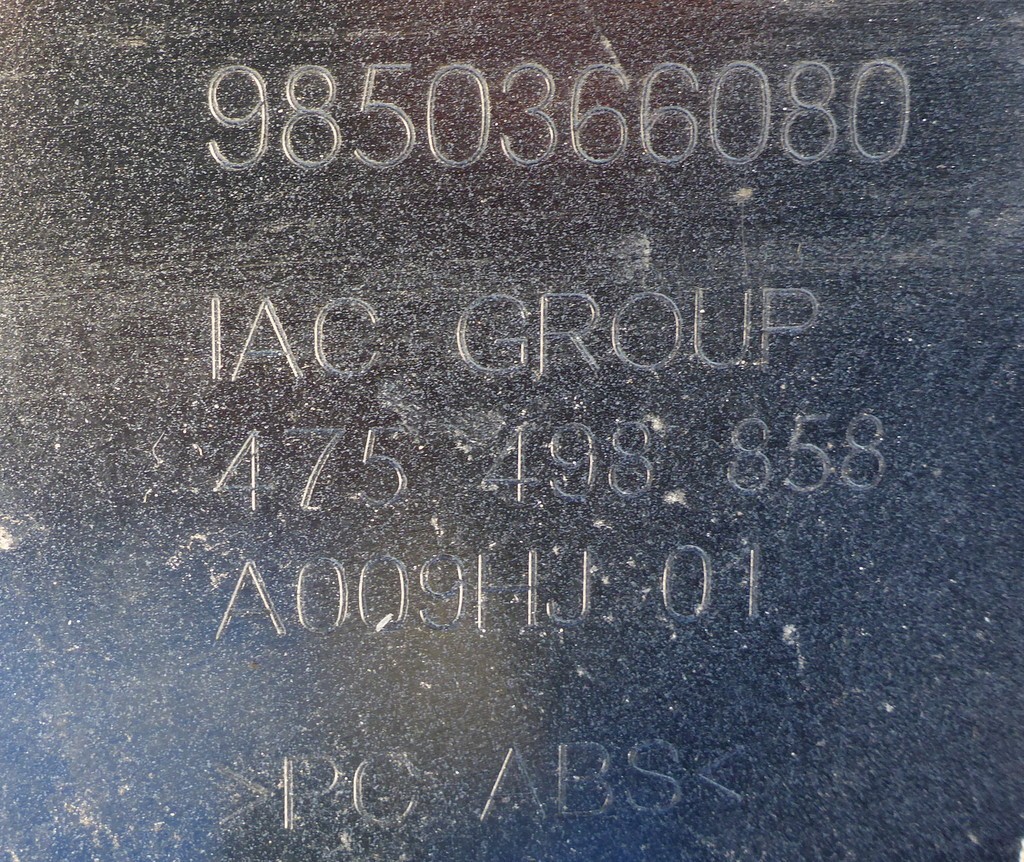 9850366080
IAC GROUP
475 498 858
A009HJ 01
>PC ABS<